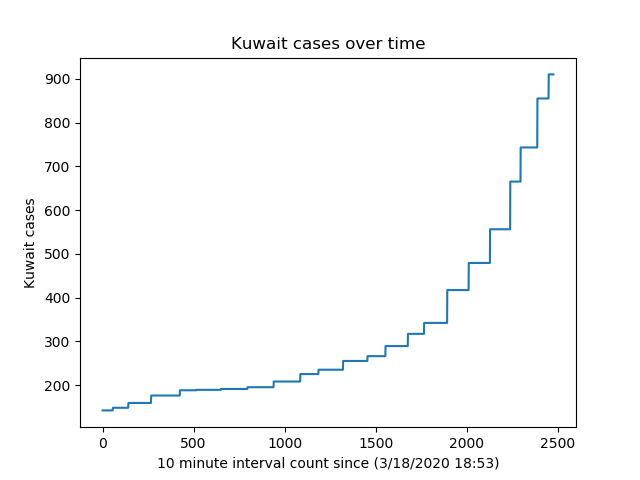 Kuwait cases over time
900
800
700
600
500
400
300
200
Kuwait cases
0 500 1000 1500 2000 2500
10 minute interval count since (3/18/2020 18:53)